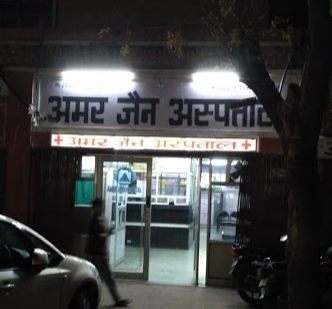 अमर जैन अस्पताल
+ अमर जैन अस्पताल +